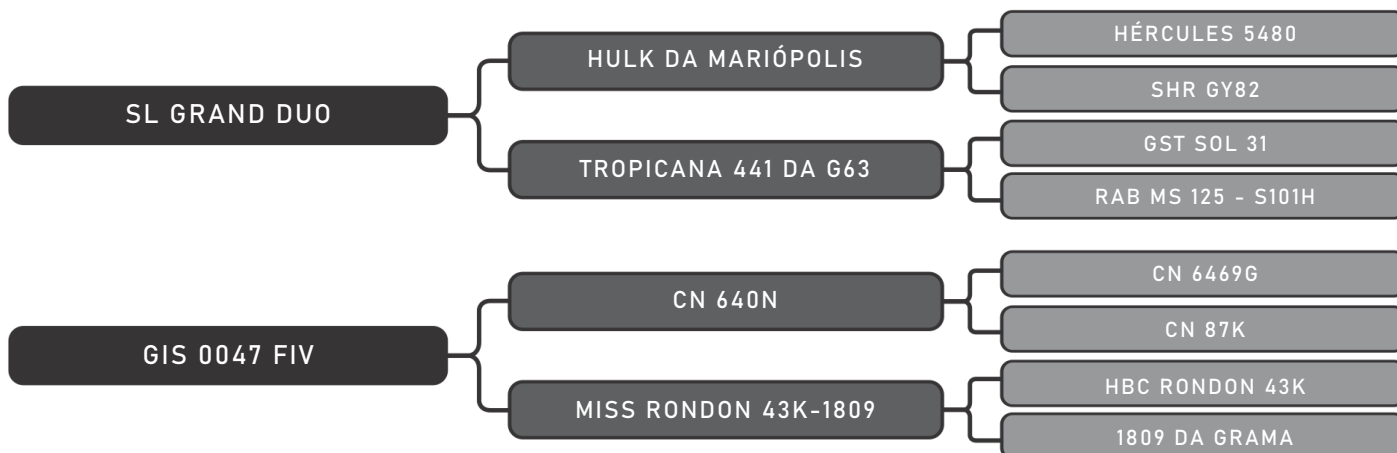 SL GRAND DUO
HULK DA MARIÓPOLIS
HÉRCULES 5480
SHR GY82
TROPICANA 441 DA G63
GST SOL 31
RAB MS 125 - S101H
GIS 0047 FIV
CN 640N
CN 6469G
CN 87K
MISS RONDON 43K-1809
HBC RONDON 43K
1809 DA GRAMA